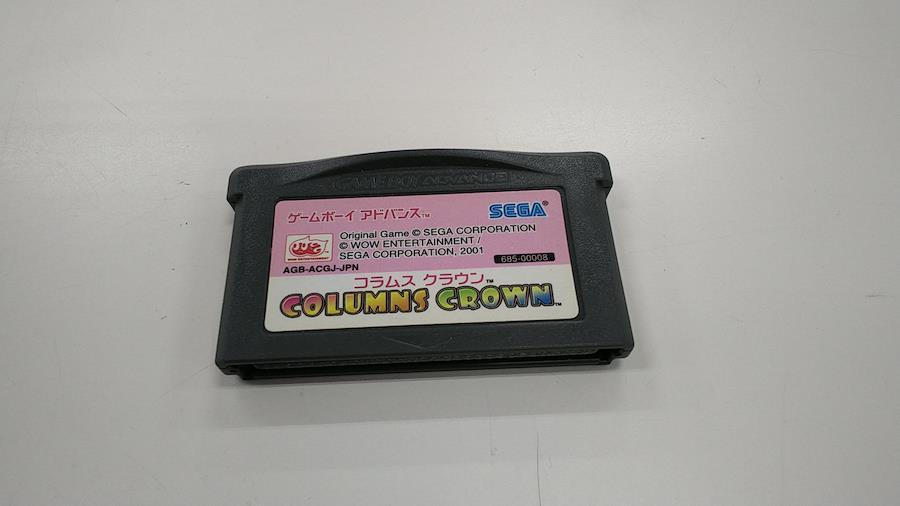 GAME BOY ADVANCE
ゲームボーイ アドバンス™
SEGA®
Original Game © SEGA CORPORATION
© WOW ENTERTAINMENT /
SEGA CORPORATION, 2001
WOW ENTERTAINMENT
685-00008
AGB-ACGJ-JPN
コラムス クラウン™
COLUMNS CROWN™